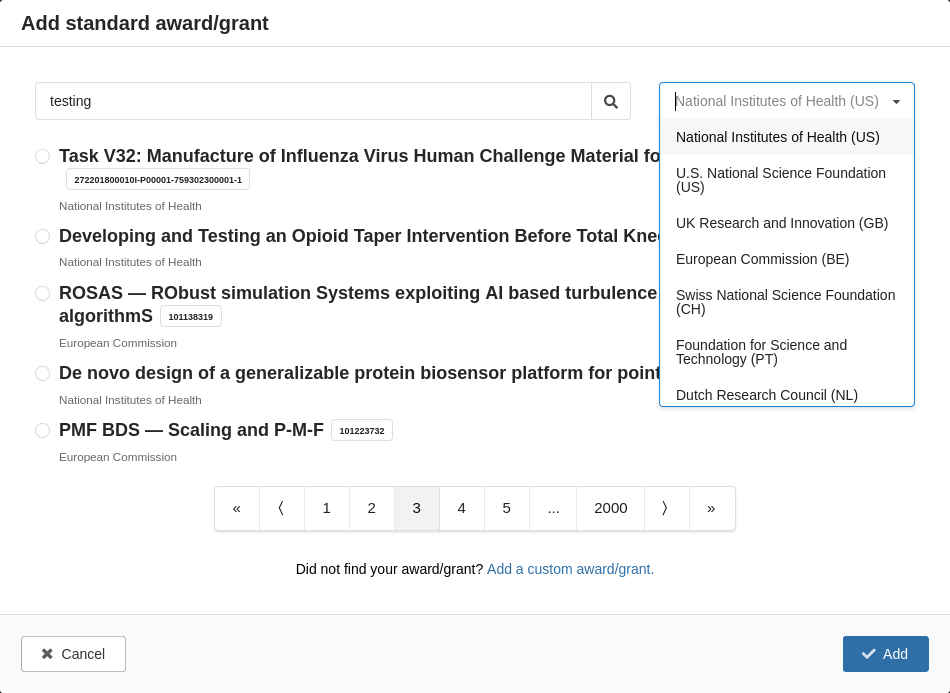 Add standard award/grant
testing
National Institutes of Health (US)
National Institutes of Health (US)
U.S. National Science Foundation
(US)
UK Research and Innovation (GB)
European Commission (BE)
Swiss National Science Foundation
(CH)
Foundation for Science and
Technology (PT)
Dutch Research Council (NL)
Task V32: Manufacture of Influenza Virus Human Challenge Material fo
272201800010I-P00001-759302300001-1
National Institutes of Health
Developing and Testing an Opioid Taper Intervention Before Total Kne
National Institutes of Health
ROSAS — RObust simulation Systems exploiting AI based turbulence
algorithmS 101138319
European Commission
De novo design of a generalizable protein biosensor platform for point
National Institutes of Health
PMF BDS — Scaling and P-M-F 101223732
European Commission
« ⟨ 1 2 3 4 5 ... 2000 ⟩ »
Did not find your award/grant? Add a custom award/grant.
Cancel
Add